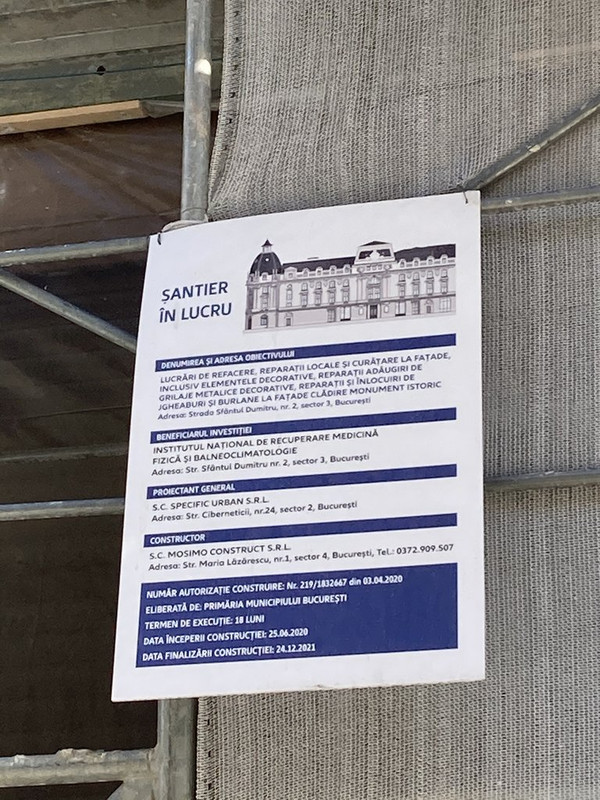 ȘANTIER
ÎN LUCRU
DENUMIREA ȘI ADRESA OBIECTIVULUI
LUCRĂRI DE REFACERE, REPARAȚII LOCALE ȘI CURĂȚARE LA FAȚADE,
INCLUSIV ELEMENTELE DECORATIVE, REPARAȚII ADĂUGIRI DE
GRILAJE METALICE DECORATIVE, REPARAȚII ȘI ÎNLOCUIRI DE
JGHEABURI ȘI BURLANE LA FAȚADE CLĂDIRE MONUMENT ISTORIC
Adresa: Strada Sfântul Dumitru, nr. 2, sector 3, București
BENEFICIARUL INVESTIȚIEI
INSTITUTUL NAȚIONAL DE RECUPERARE MEDICINĂ
FIZICĂ ȘI BALNEOCLIMATOLOGIE
Adresa: Str. Sfântul Dumitru nr. 2, sector 3, București
PROIECTANT GENERAL
S.C. SPECIFIC URBAN S.R.L.
Adresa: Str. Ciberneticii, nr.24, sector 2, București
CONSTRUCTOR
S.C. MOSIMO CONSTRUCT S.R.L.
Adresa: Str. Maria Lăzărescu, nr.1, sector 4, București, Tel.: 0372.909.507
NUMĂR AUTORIZAȚIE CONSTRUIRE: Nr. 219/1832667 din 03.04.2020
ELIBERATĂ DE: PRIMĂRIA MUNICIPIULUI BUCUREȘTI
TERMEN DE EXECUȚIE: 18 LUNI
DATA ÎNCEPERII CONSTRUCȚIEI: 25.06.2020
DATA FINALIZĂRII CONSTRUCȚIEI: 24.12.2021